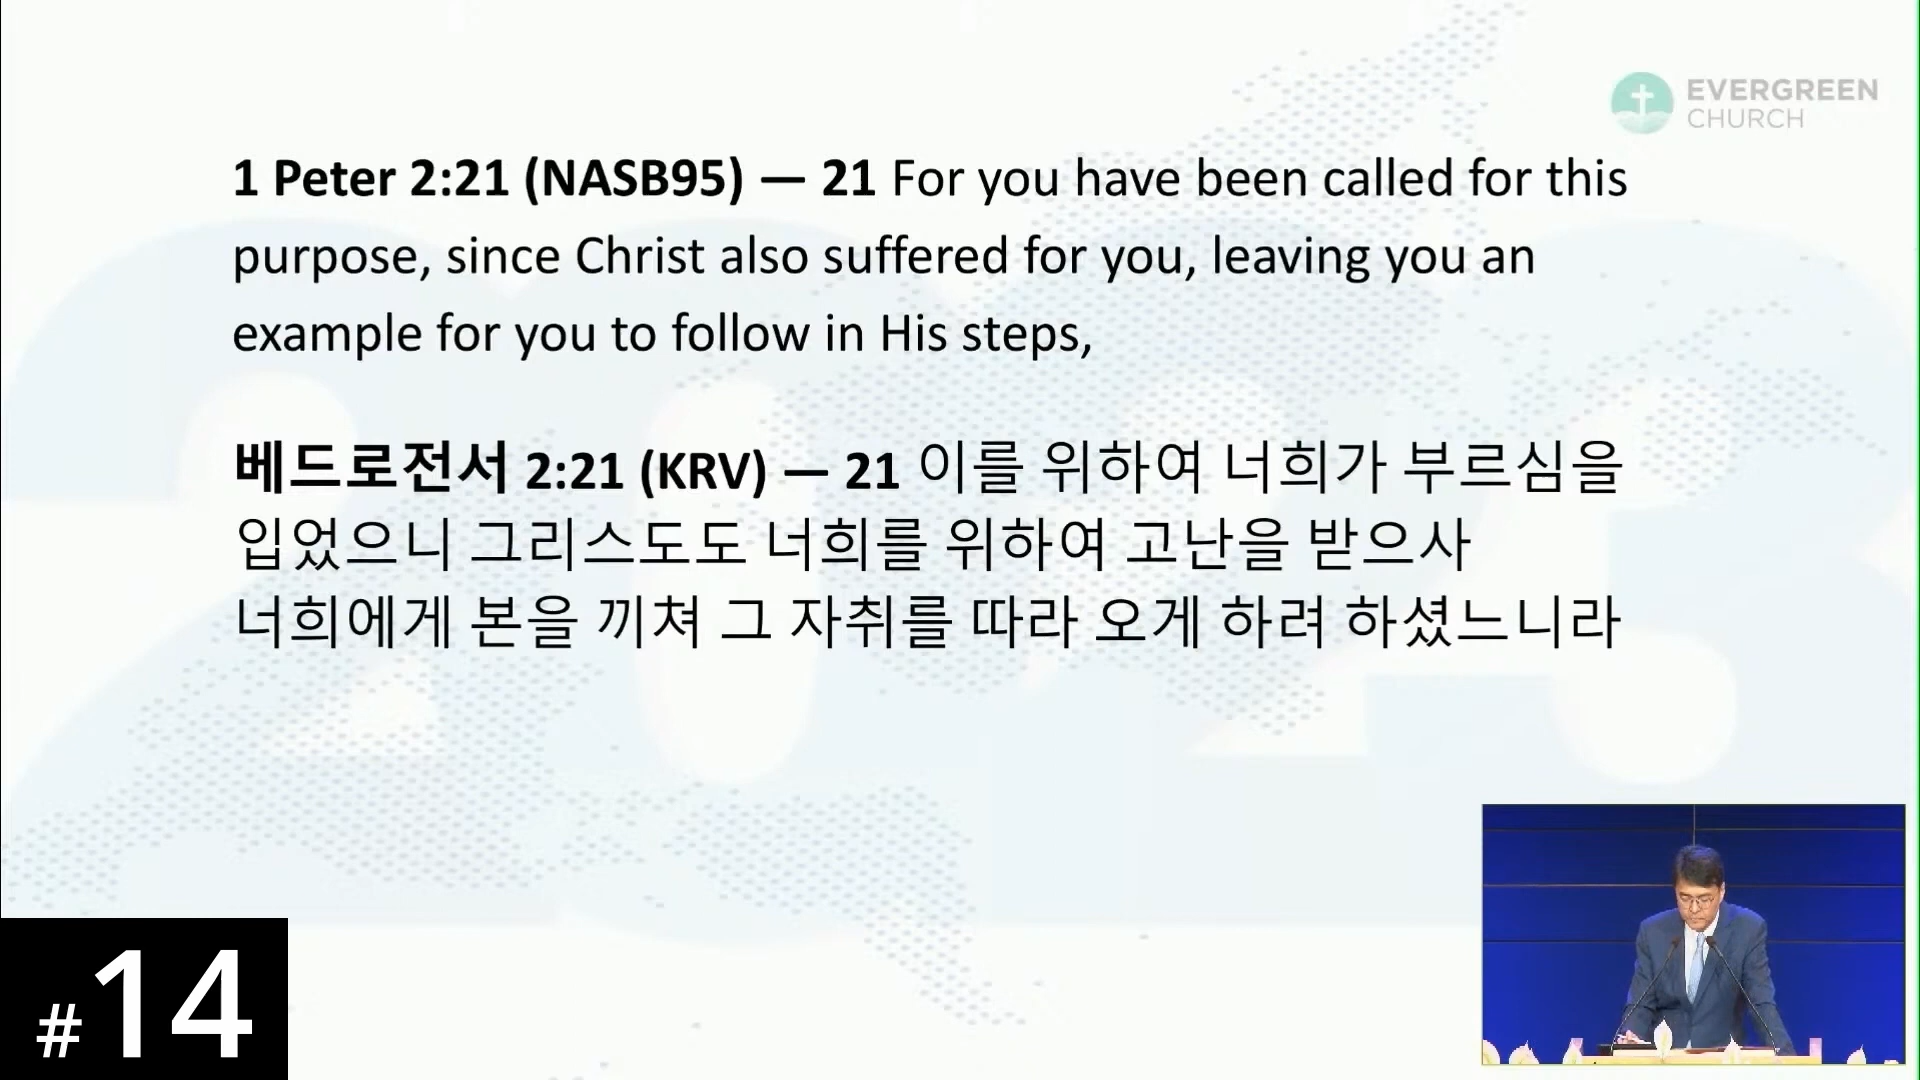 EVERGREEN
CHURCH
1 Peter 2:21 (NASB95) — 21 For you have been called for this
purpose, since Christ also suffered for you, leaving you an
example for you to follow in His steps,
베드로전서 2:21 (KRV) — 21 이를 위하여 너희가 부르심을
입었으니 그리스도도 너희를 위하여 고난을 받으사
너희에게 본을 끼쳐 그 자취를 따라 오게 하려 하셨느니라
#14